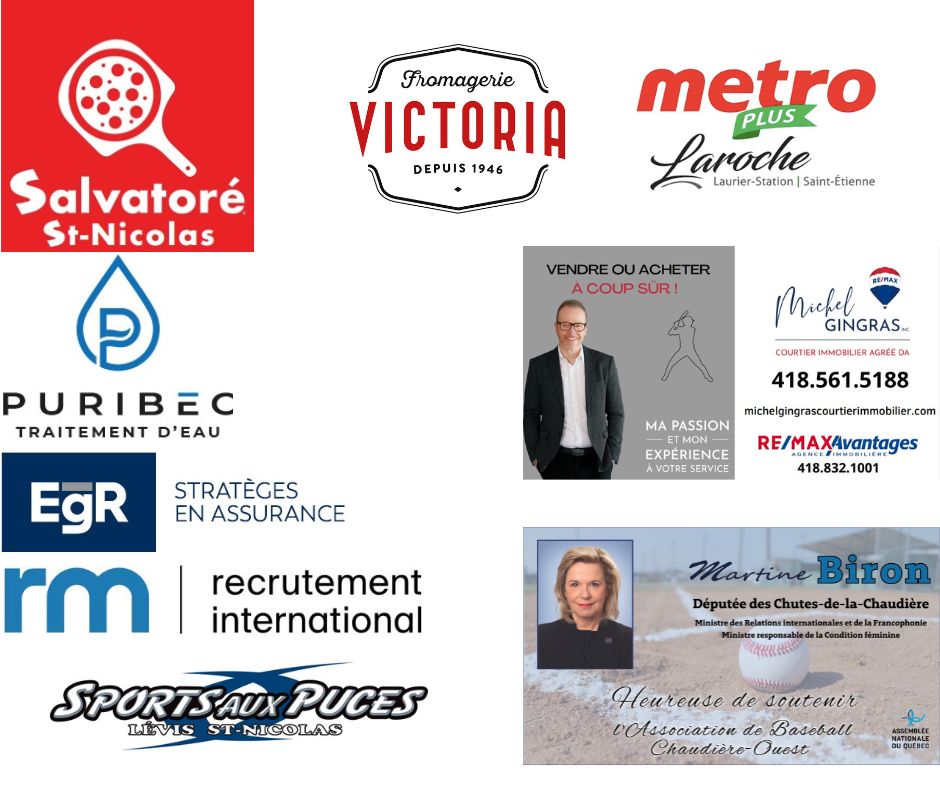 Salvatoré
St-Nicolas
Fromagerie
VICTORIA
DEPUIS 1946
metro
PLUS
Laroche
Laurier-Station | Saint-Étienne
P
PURIBEC
TRAITEMENT D'EAU
VENDRE OU ACHETER
À COUP SÛR !
MA PASSION
ET MON
EXPÉRIENCE
À VOTRE SERVICE
RE/MAX
Michel
GINGRAS INC.
COURTIER IMMOBILIER AGRÉÉ DA
418.561.5188
michelgingrascourtierimmobilier.com
RE/MAX Avantages
AGENCE IMMOBILIÈRE
418.832.1001
EgR
STRATÈGES
EN ASSURANCE
rm
recrutement
international
SPORTS AUX PUCES
LÉVIS ST-NICOLAS
Martine Biron
Députée des Chutes-de-la-Chaudière
Ministre des Relations internationales et de la Francophonie
Ministre responsable de la Condition féminine
Heureuse de soutenir
l'Association de Baseball
Chaudière-Ouest
ASSEMBLÉE
NATIONALE
DU QUÉBEC